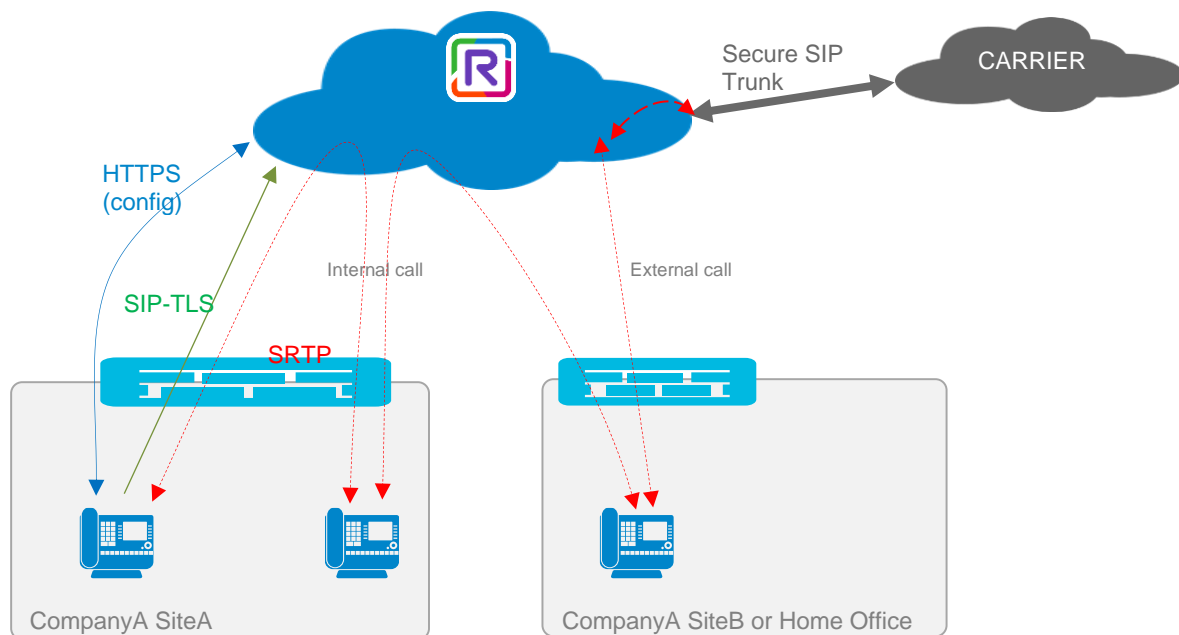 R
Secure SIP
Trunk
CARRIER
HTTPS
(config)
Internal call
External call
SIP-TLS
SRTP
CompanyA SiteA
CompanyA SiteB or Home Office